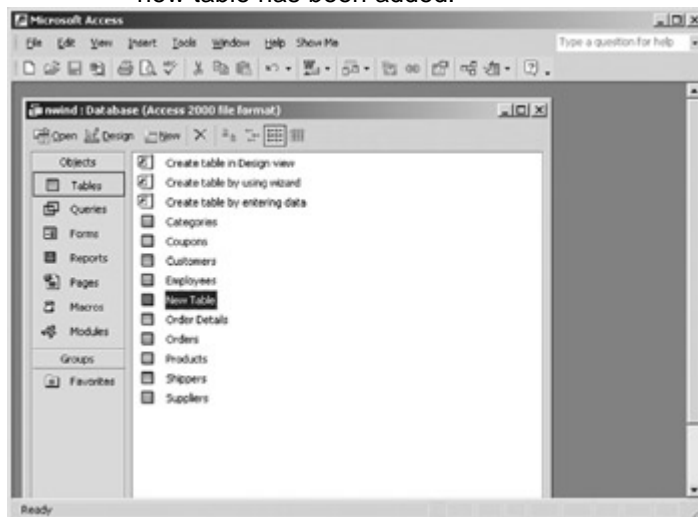 new table has been added.
Microsoft Access
File Edit View Insert Tools Window Help Show Me
Type a question for help
nwind : Database (Access 2000 file format)
Open Design New
Objects
Tables
Queries
Forms
Reports
Pages
Macros
Modules
Groups
Favorites
Create table in Design view
Create table by using wizard
Create table by entering data
Categories
Coupons
Customers
Employees
New Table
Order Details
Orders
Products
Shippers
Suppliers
Ready